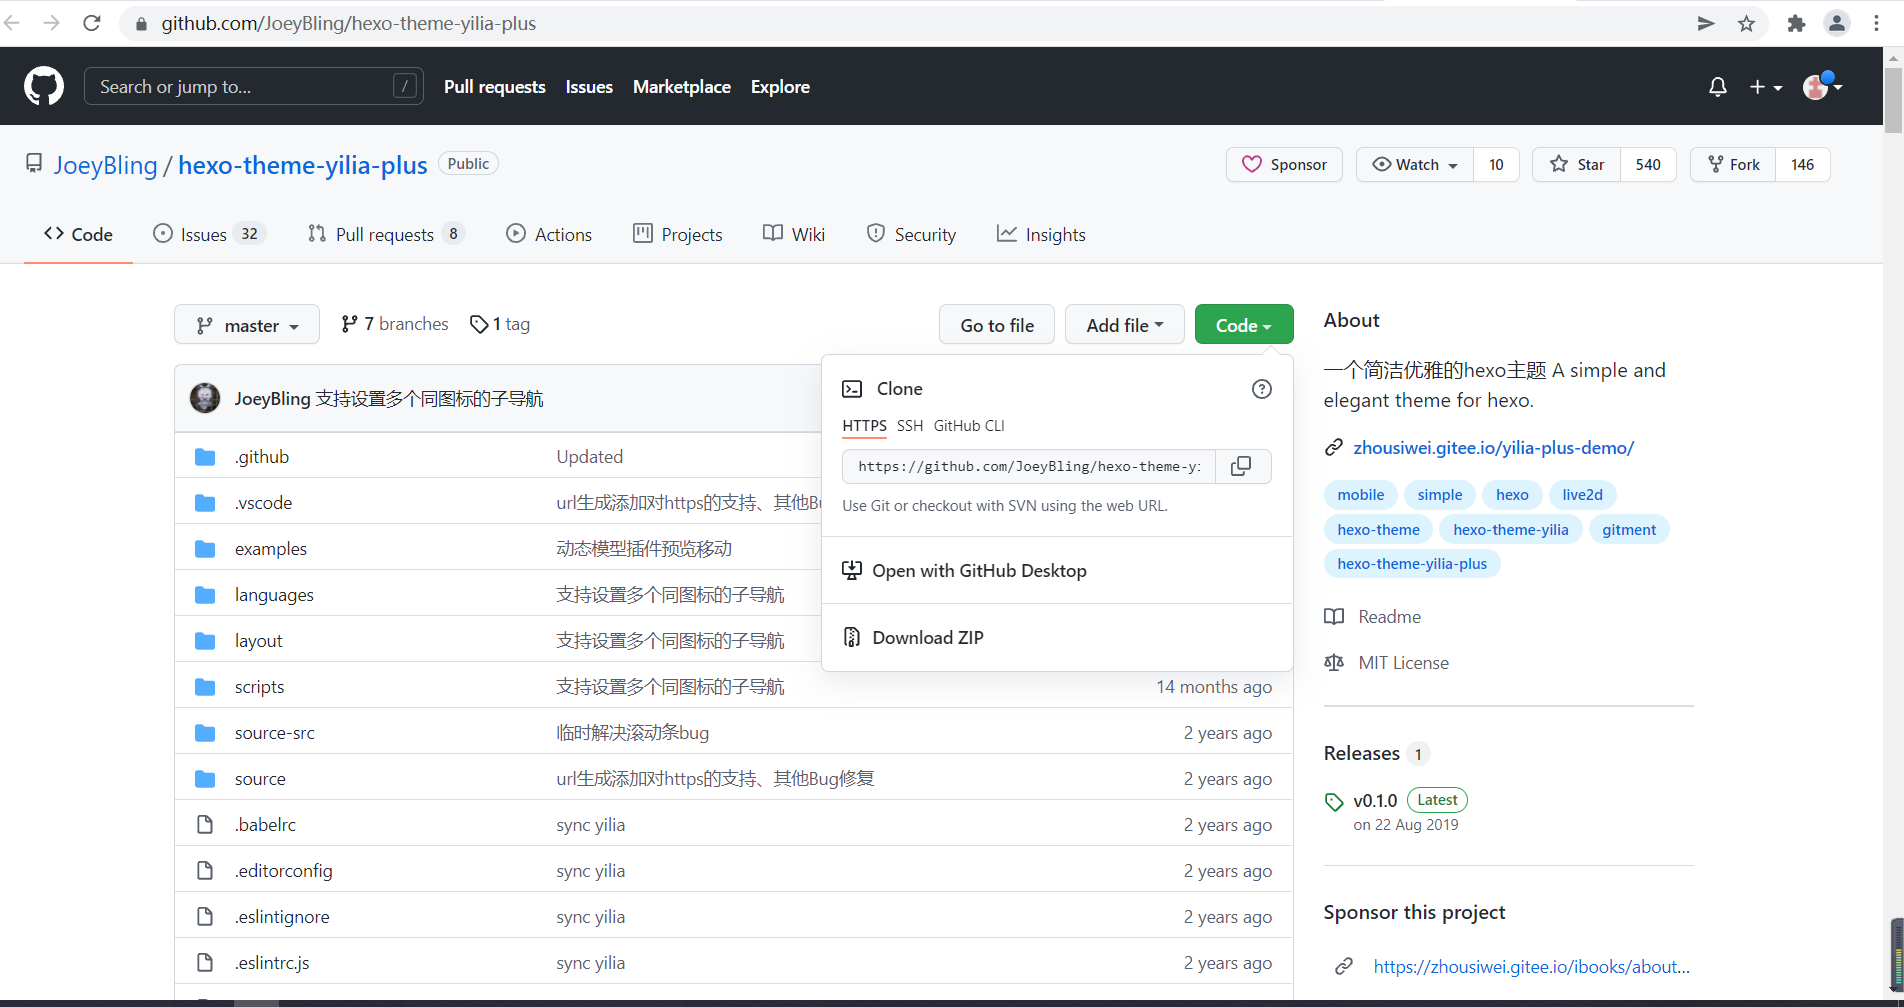 github.com/JoeyBling/hexo-theme-yilia-plus
Search or jump to... / Pull requests Issues Marketplace Explore
JoeyBling / hexo-theme-yilia-plus Public Sponsor Watch 10 Star 540 Fork 146
Code Issues 32 Pull requests 8 Actions Projects Wiki Security Insights
master 7 branches 1 tag Go to file Add file Code
JoeyBling 支持设置多个同图标的子导航
.github Updated
.vscode url生成添加对https的支持、其他Bu
examples 动态模型插件预览移动
languages 支持设置多个同图标的子导航
layout 支持设置多个同图标的子导航
scripts 支持设置多个同图标的子导航 14 months ago
source-src 临时解决滚动条bug 2 years ago
source url生成添加对https的支持、其他Bug修复 2 years ago
.babelrc sync yilia 2 years ago
.editorconfig sync yilia 2 years ago
.eslintignore sync yilia 2 years ago
.eslintrc.js sync yilia 2 years ago
Clone
HTTPS SSH GitHub CLI
https://github.com/JoeyBling/hexo-theme-y
Use Git or checkout with SVN using the web URL.
Open with GitHub Desktop
Download ZIP
About
一个简洁优雅的hexo主题 A simple and
elegant theme for hexo.
zhousiwei.gitee.io/yilia-plus-demo/
mobile simple hexo live2d
hexo-theme hexo-theme-yilia gitment
hexo-theme-yilia-plus
Readme
MIT License
Releases 1
v0.1.0 Latest
on 22 Aug 2019
Sponsor this project
https://zhousiwei.gitee.io/ibooks/about...